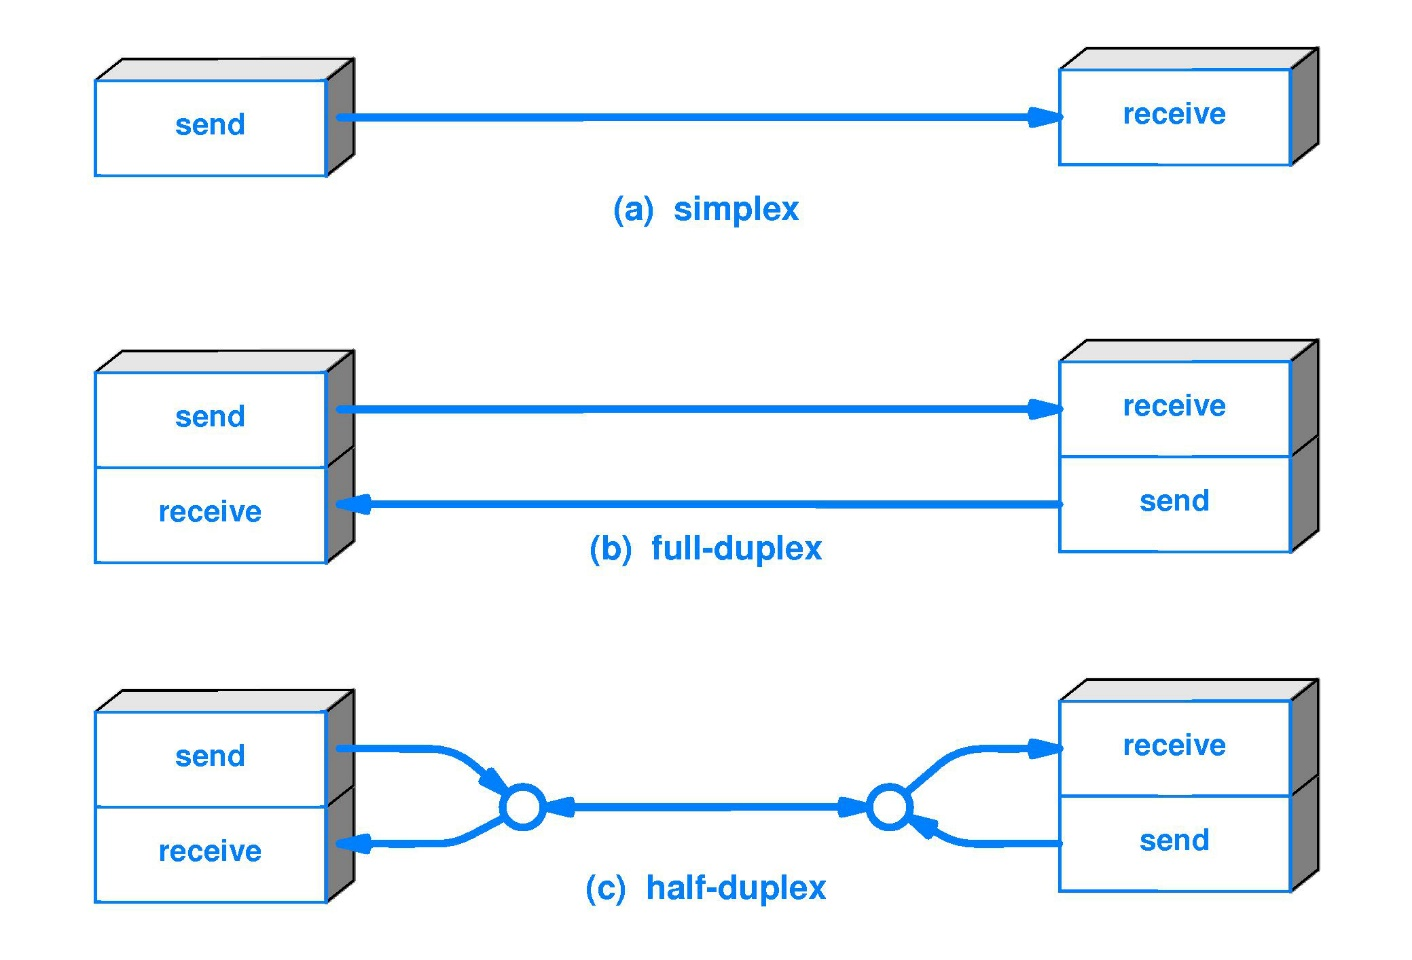 send
receive
(a) simplex
send
receive
receive
send
(b) full-duplex
send
receive
receive
send
(c) half-duplex